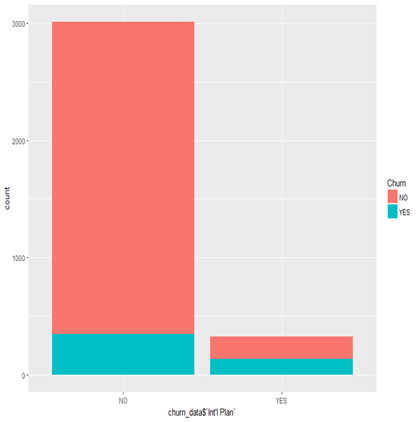 3000
2000
1000
0
count
NO
YES
churn_data$`Int'l Plan`
Churn
NO
YES